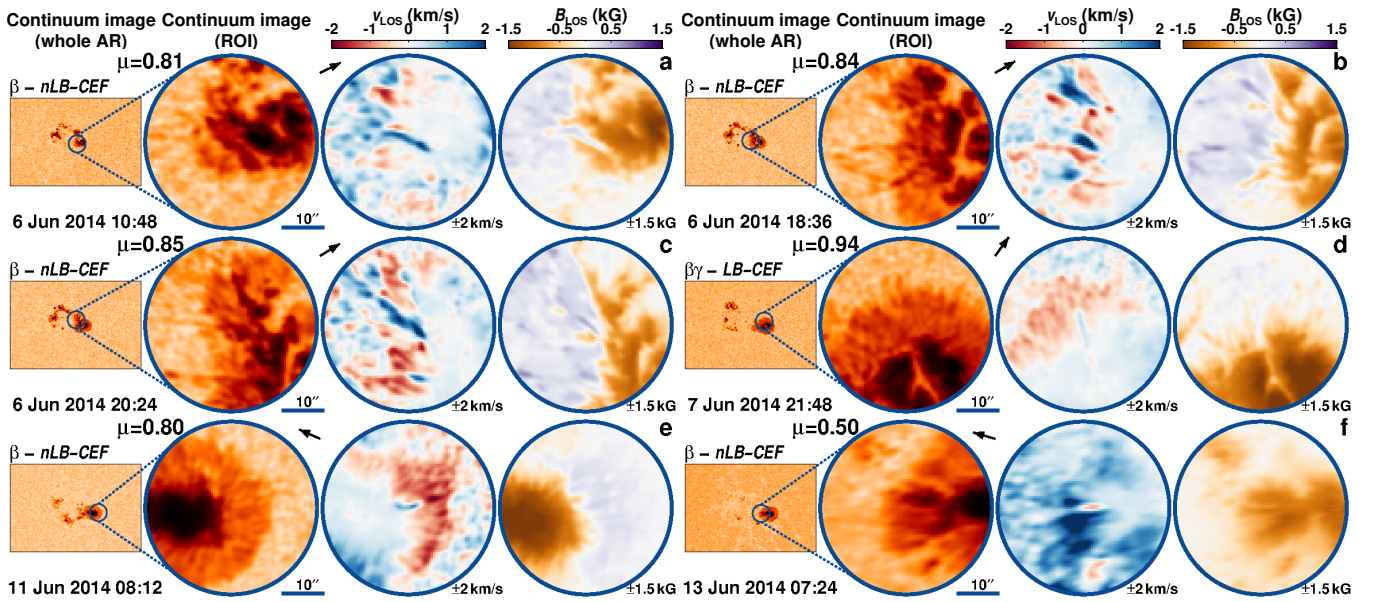 Continuum image (whole AR)
Continuum image (ROI)
vLOS (km/s)
-2 -1 0 1 2
BLOS (kG)
-1.5 -0.5 0.5 1.5
Continuum image (whole AR)
Continuum image (ROI)
vLOS (km/s)
-2 -1 0 1 2
BLOS (kG)
-1.5 -0.5 0.5 1.5
μ=0.81
a
β – nLB–CEF
6 Jun 2014 10:48
10″
±2 km/s
±1.5 kG
μ=0.84
b
β – nLB–CEF
6 Jun 2014 18:36
10″
±2 km/s
±1.5 kG
μ=0.85
c
β – nLB–CEF
6 Jun 2014 20:24
10″
±2 km/s
±1.5 kG
μ=0.94
d
βγ – LB–CEF
7 Jun 2014 21:48
10″
±2 km/s
±1.5 kG
μ=0.80
e
β – nLB–CEF
11 Jun 2014 08:12
10″
±2 km/s
±1.5 kG
μ=0.50
f
β – nLB–CEF
13 Jun 2014 07:24
10″
±2 km/s
±1.5 kG